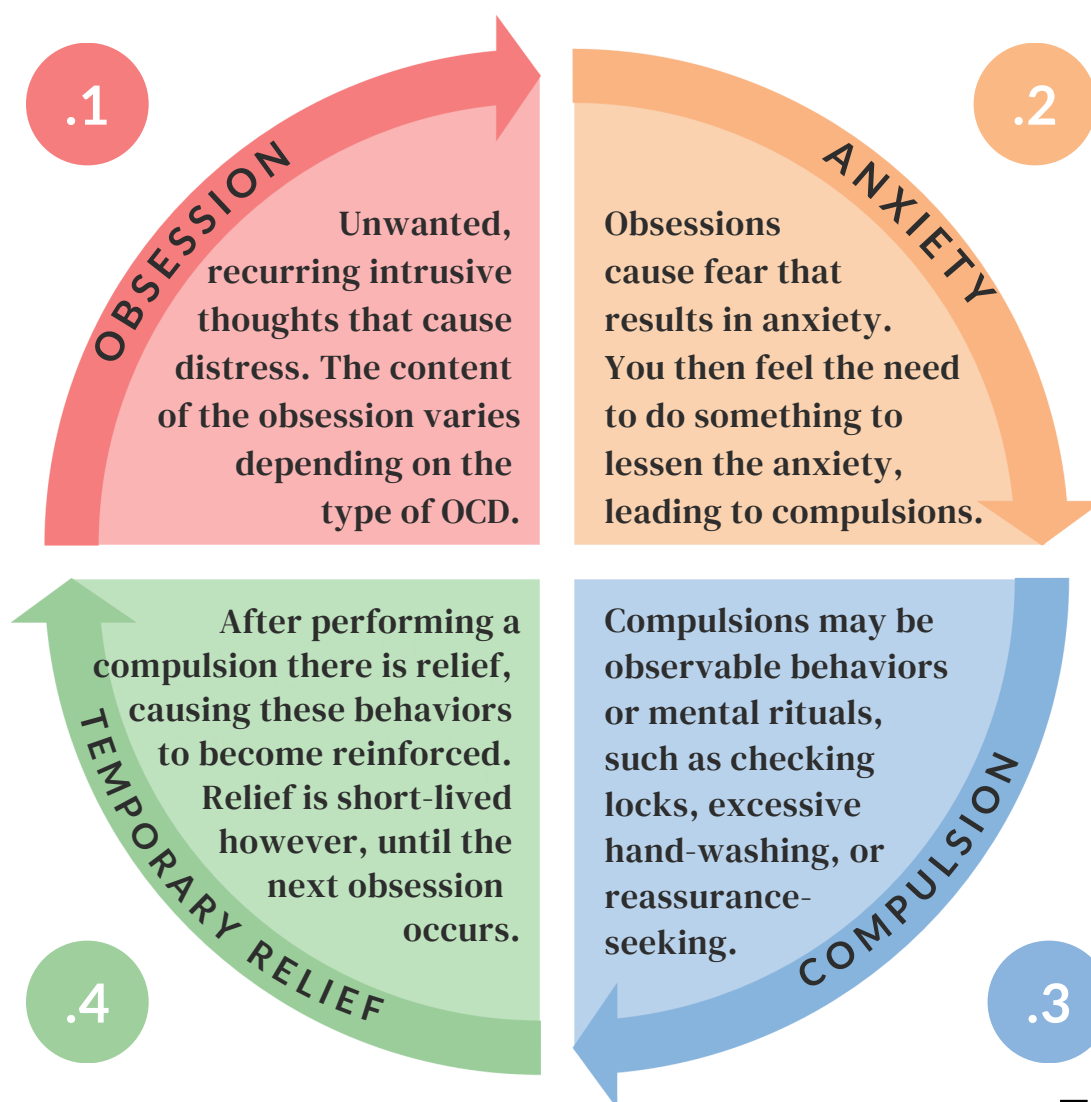 .1
OBSESSION
Unwanted,
recurring intrusive
thoughts that cause
distress. The content
of the obsession varies
depending on the
type of OCD.
.2
ANXIETY
Obsessions
cause fear that
results in anxiety.
You then feel the need
to do something to
lessen the anxiety,
leading to compulsions.
.3
COMPULSION
Compulsions may be
observable behaviors
or mental rituals,
such as checking
locks, excessive
hand-washing, or
reassurance-
seeking.
.4
TEMPORARY RELIEF
After performing a
compulsion there is relief,
causing these behaviors
to become reinforced.
Relief is short-lived
however, until the
next obsession
occurs.